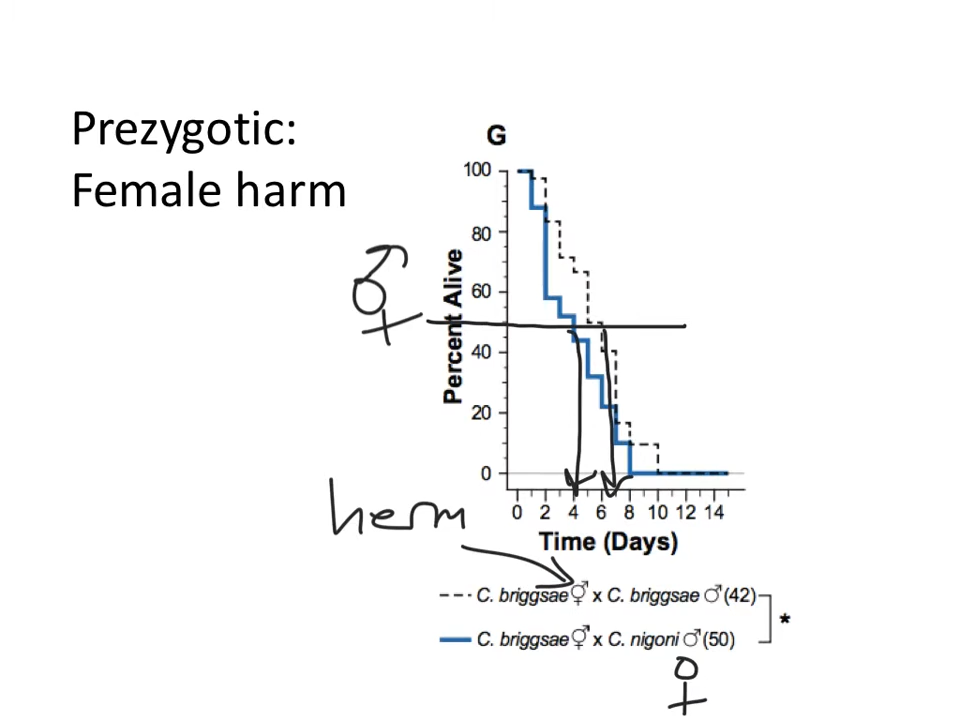 Prezygotic:
Female harm
G
100
80
60
40
20
0
Percent Alive
0 2 4 6 8 10 12 14
Time (Days)
herm
C. briggsae ⚥ x C. briggsae ♂ (42)
*
C. briggsae ⚥ x C. nigoni ♂ (50)
♀